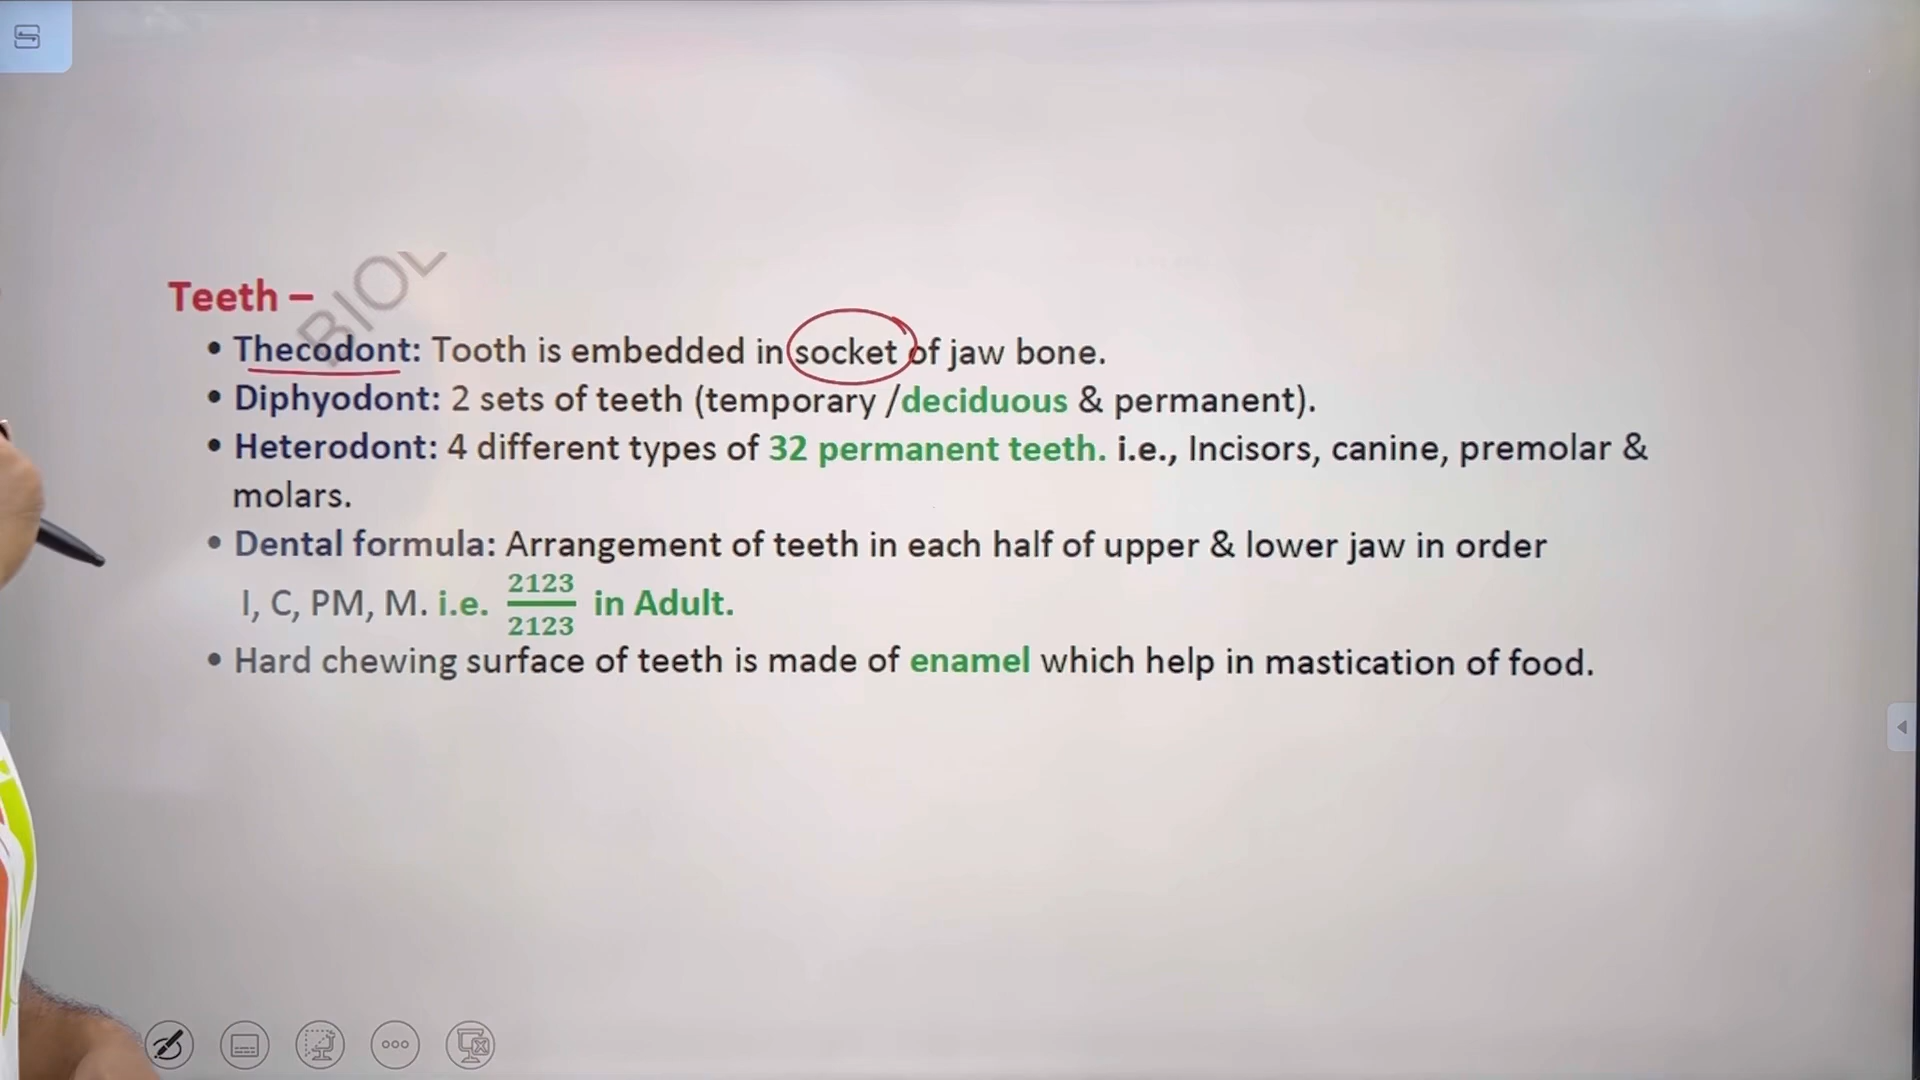 BIOL
Teeth –
• Thecodont: Tooth is embedded in socket of jaw bone.
• Diphyodont: 2 sets of teeth (temporary /deciduous & permanent).
• Heterodont: 4 different types of 32 permanent teeth. i.e., Incisors, canine, premolar &
molars.
• Dental formula: Arrangement of teeth in each half of upper & lower jaw in order
I, C, PM, M. i.e. 2123/2123 in Adult.
• Hard chewing surface of teeth is made of enamel which help in mastication of food.